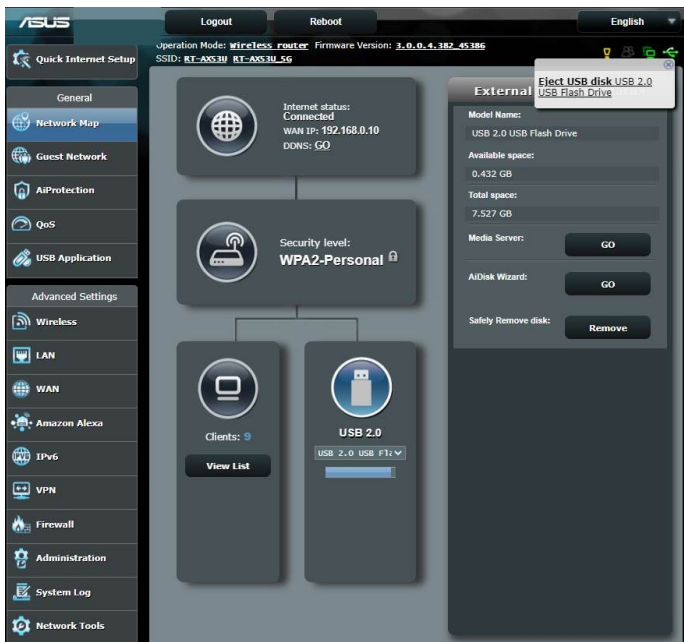 ASUS
Logout
Reboot
English
Quick Internet Setup
Operation Mode: Wireless router Firmware Version: 3.0.0.4.382_45386
SSID: RT-AX53U RT-AX53U_5G
Eject USB disk USB 2.0
USB Flash Drive
General
Network Map
Guest Network
AiProtection
QoS
USB Application
Advanced Settings
Wireless
LAN
WAN
Amazon Alexa
IPv6
VPN
Firewall
Administration
System Log
Network Tools
Internet status:
Connected
WAN IP: 192.168.0.10
DDNS: GO
Security level:
WPA2-Personal
Clients: 9
View List
USB 2.0
USB 2.0 USB Fla
External
Model Name:
USB 2.0 USB Flash Drive
Available space:
0.432 GB
Total space:
7.527 GB
Media Server:
GO
AiDisk Wizard:
GO
Safely Remove disk:
Remove